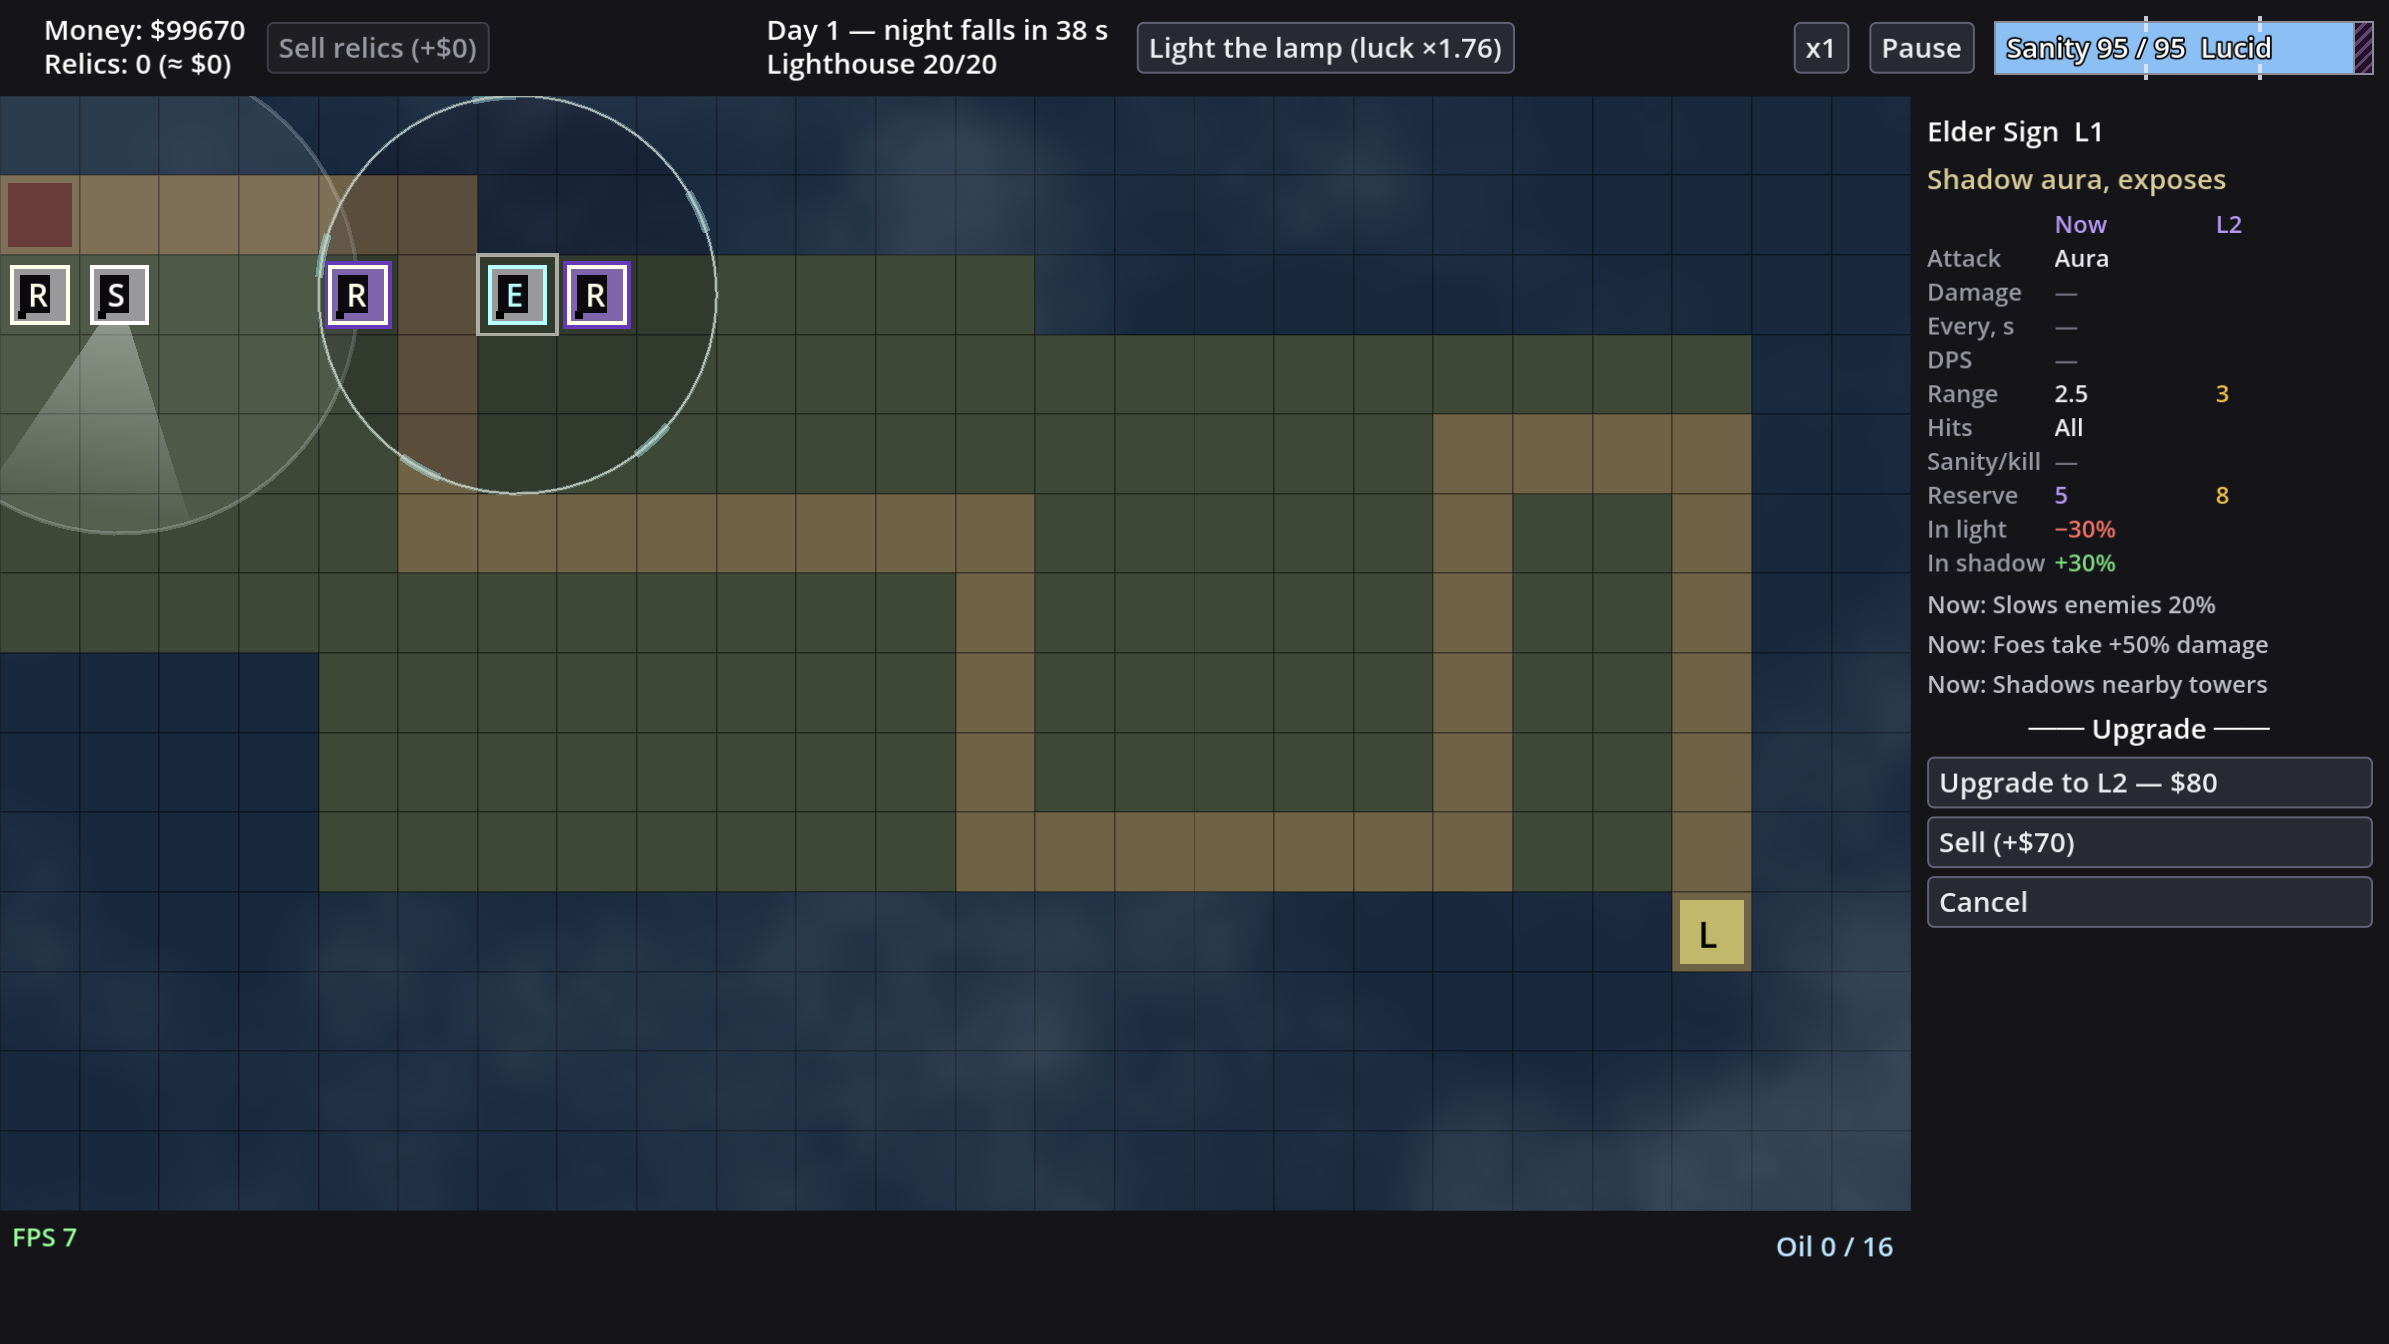 Money: $99670
Relics: 0 (≈ $0)
Sell relics (+$0)
Day 1 — night falls in 38 s
Lighthouse 20/20
Light the lamp (luck ×1.76)
x1
Pause
Sanity 95 / 95 Lucid
R
S
R
E
R
L
Elder Sign L1
Shadow aura, exposes
Now L2
Attack Aura
Damage —
Every, s —
DPS —
Range 2.5 3
Hits All
Sanity/kill —
Reserve 5 8
In light −30%
In shadow +30%
Now: Slows enemies 20%
Now: Foes take +50% damage
Now: Shadows nearby towers
Upgrade
Upgrade to L2 — $80
Sell (+$70)
Cancel
FPS 7
Oil 0 / 16